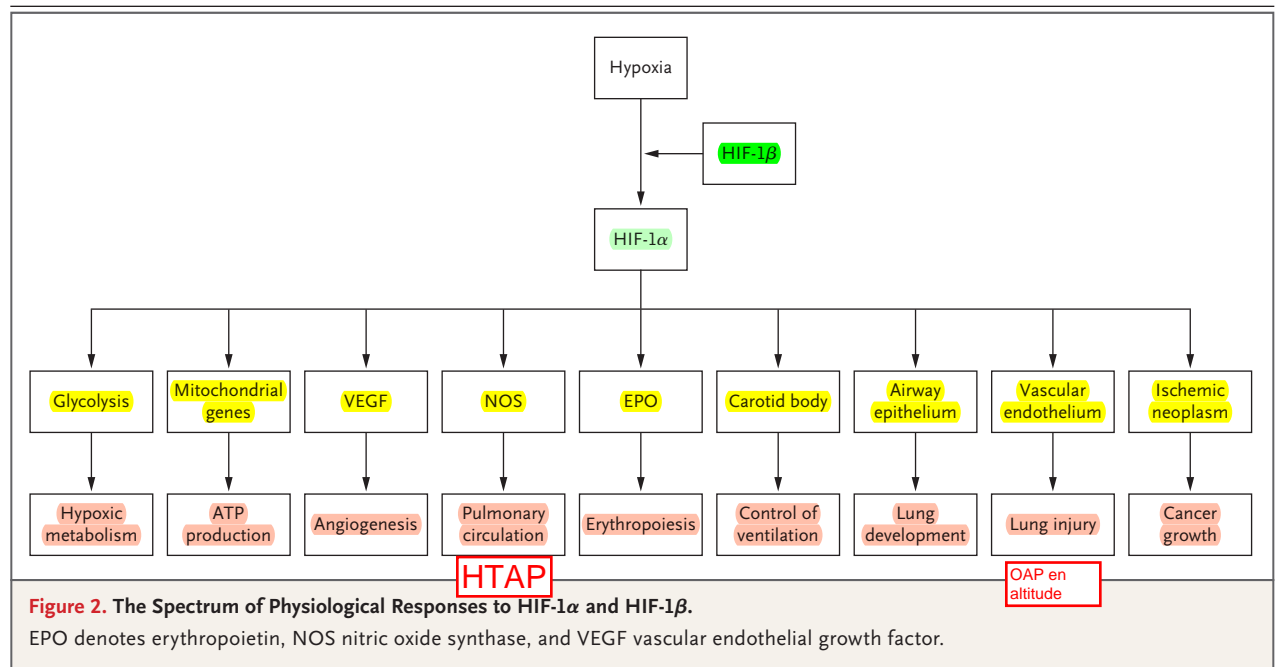 Hypoxia
HIF-1β
HIF-1α
Glycolysis
Mitochondrial
genes
VEGF
NOS
EPO
Carotid body
Airway
epithelium
Vascular
endothelium
Ischemic
neoplasm
Hypoxic
metabolism
ATP
production
Angiogenesis
Pulmonary
circulation
Erythropoiesis
Control of
ventilation
Lung
development
Lung injury
Cancer
growth
HTAP
OAP en
altitude
Figure 2. The Spectrum of Physiological Responses to HIF-1α and HIF-1β.
EPO denotes erythropoietin, NOS nitric oxide synthase, and VEGF vascular endothelial growth factor.